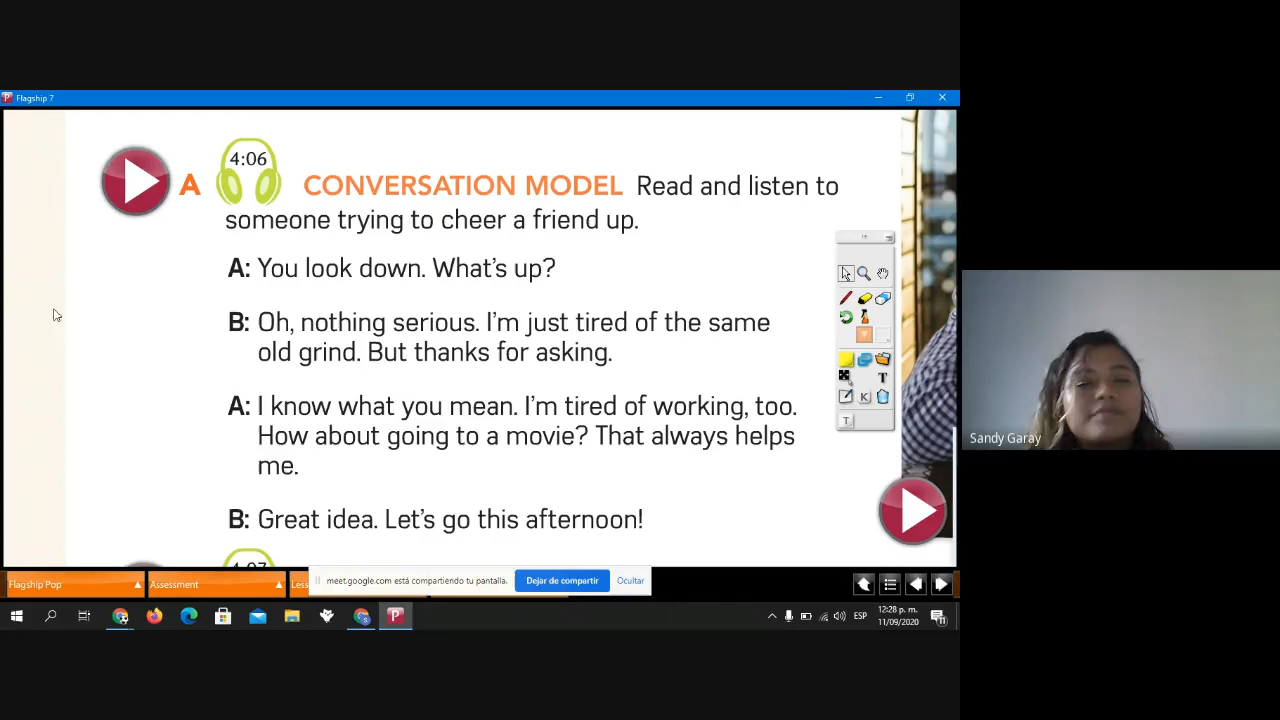 Flagship 7
4:06
A CONVERSATION MODEL Read and listen to
someone trying to cheer a friend up.
A: You look down. What's up?
B: Oh, nothing serious. I'm just tired of the same
old grind. But thanks for asking.
A: I know what you mean. I'm tired of working, too.
How about going to a movie? That always helps
me.
B: Great idea. Let's go this afternoon!
Sandy Garay
Flagship Pop
Assessment
meet.google.com está compartiendo tu pantalla.
Dejar de compartir
Ocultar
ESP
12:28 p. m.
11/09/2020